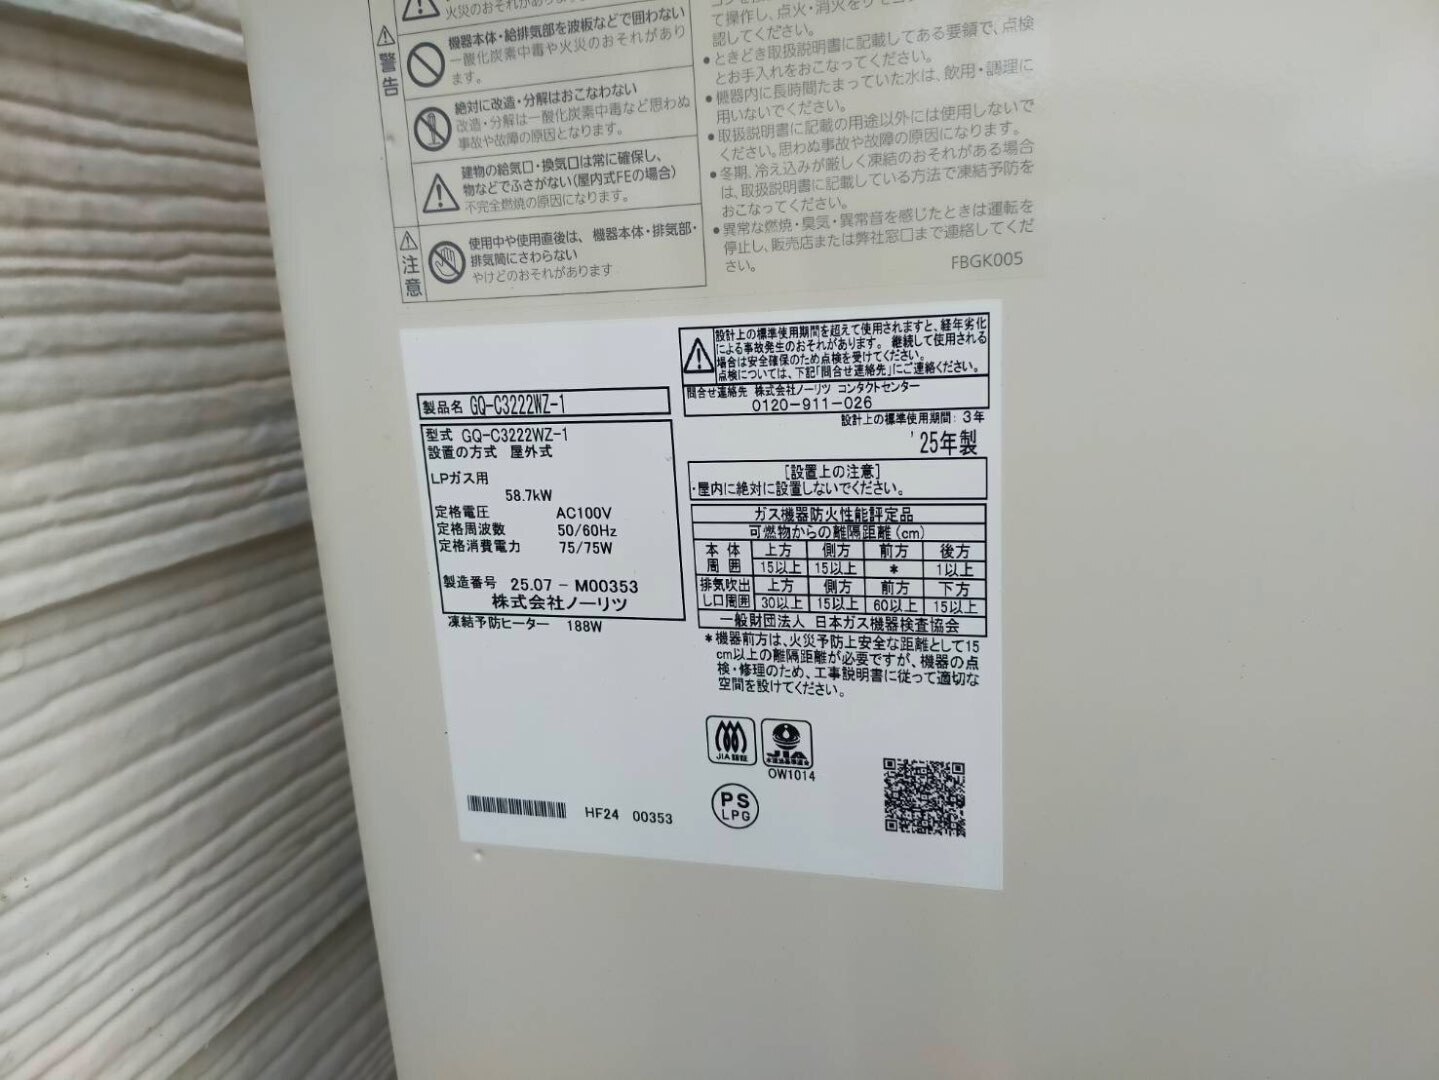 火災のおそれがあります
警告
機器本体・給排気部を波板などで囲わない
一酸化炭素中毒や火災のおそれがあり
ます。
絶対に改造・分解はおこなわない
改造・分解は一酸化炭素中毒など思わぬ
事故や故障の原因となります。
建物の給気口・換気口は常に確保し、
物などでふさがない(屋内式FEの場合)
不完全燃焼の原因になります。
注意
使用中や使用直後は、機器本体・排気部・
排気筒にさわらない
やけどのおそれがあります
て操作し、点火・消火をリモコン
認してください。
•ときどき取扱説明書に記載してある要領で、点検
とお手入れをおこなってください。
•機器内に長時間たまっていた水は、飲用・調理に
用いないでください。
•取扱説明書に記載の用途以外には使用しないで
ください。思わぬ事故や故障の原因になります。
•冬期、冷え込みが厳しく凍結のおそれがある場合
は、取扱説明書に記載している方法で凍結予防を
おこなってください。
•異常な燃焼・臭気・異常音を感じたときは運転を
停止し、販売店または弊社窓口まで連絡してくだ
さい。
FBGK005
製品名 GQ-C3222WZ-1
型式 GQ-C3222WZ-1
設置の方式 屋外式
LPガス用
58.7kW
定格電圧 AC100V
定格周波数 50/60Hz
定格消費電力 75/75W
製造番号 25.07 - M00353
株式会社ノーリツ
凍結予防ヒーター 188W
設計上の標準使用期間を超えて使用されますと、経年劣化
による事故発生のおそれがあります。継続して使用される
場合は安全確保のため点検を受けてください。
点検については、下記「問合せ連絡先」にご連絡ください。
問合せ連絡先 株式会社ノーリツ コンタクトセンター
0120-911-026
設計上の標準使用期間: 3年
'25年製
[設置上の注意]
・屋内に絶対に設置しないでください。
ガス機器防火性能評定品
可燃物からの離隔距離(cm)
本体 上方 側方 前方 後方
周囲 15以上 15以上 * 1以上
排気吹出 上方 側方 前方 下方
し口周囲 30以上 15以上 60以上 15以上
一般財団法人 日本ガス機器検査協会
*機器前方は、火災予防上安全な距離として15
cm以上の離隔距離が必要ですが、機器の点
検・修理のため、工事説明書に従って適切な
空間を設けてください。
JIA認証
JIA
OW1014
PS
LPG
HF24 00353